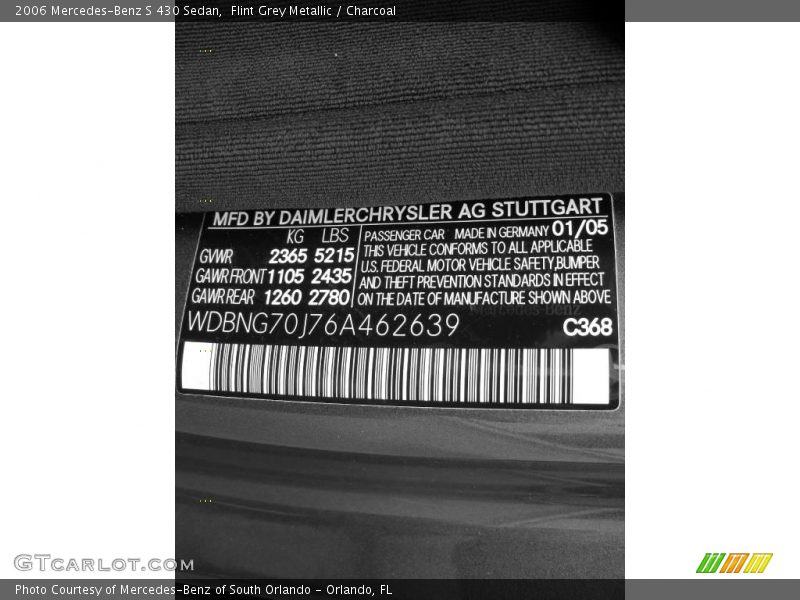 2006 Mercedes-Benz S 430 Sedan,  Flint Grey Metallic / Charcoal
MFD BY DAIMLERCHRYSLER AG STUTTGART
KG LBS
GVWR 2365 5215
GAWR FRONT 1105 2435
GAWR REAR 1260 2780
PASSENGER CAR MADE IN GERMANY 01/05
THIS VEHICLE CONFORMS TO ALL APPLICABLE
U.S. FEDERAL MOTOR VEHICLE SAFETY,BUMPER
AND THEFT PREVENTION STANDARDS IN EFFECT
ON THE DATE OF MANUFACTURE SHOWN ABOVE
Mercedes-Benz
WDBNG70J76A462639
C368
GTCARLOT.COM
Photo Courtesy of Mercedes-Benz of South Orlando - Orlando, FL